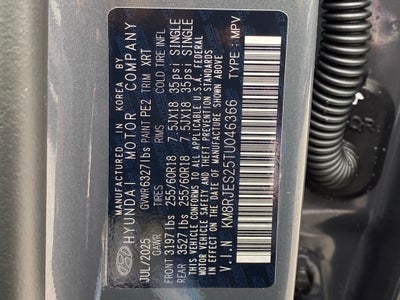 MANUFACTURED IN KOREA BY
HYUNDAI MOTOR COMPANY
JUL/2025 GVWR 6327lbs PAINT PE2 TRIM XRT
GAWR TIRES RIMS COLD TIRE INFL
FRONT 3197lbs 255/60R18 7.5JX18 35psi SINGLE
REAR 3527lbs 255/60R18 7.5JX18 35psi SINGLE
THIS VEHICLE CONFORMS TO ALL APPLICABLE U.S.A. FEDERAL
MOTOR VEHICLE SAFETY AND THEFT PREVENTION STANDARDS
IN EFFECT ON THE DATE OF MANUFACTURE SHOWN ABOVE
V.I.N KM8RJES25TU046366 TYPE : MPV